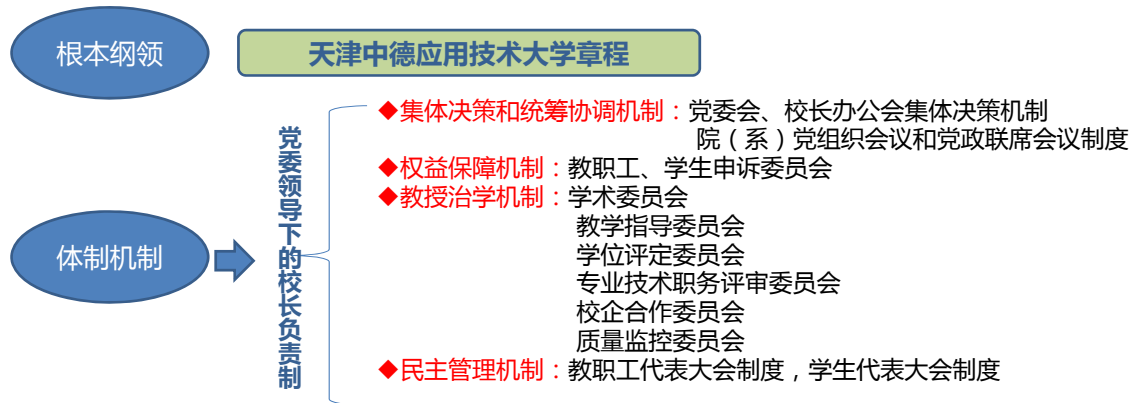 根本纲领
天津中德应用技术大学章程
体制机制
党委领导下的校长负责制
◆集体决策和统筹协调机制：党委会、校长办公会集体决策机制
院（系）党组织会议和党政联席会议制度
◆权益保障机制：教职工、学生申诉委员会
◆教授治学机制：学术委员会
教学指导委员会
学位评定委员会
专业技术职务评审委员会
校企合作委员会
质量监控委员会
◆民主管理机制：教职工代表大会制度，学生代表大会制度